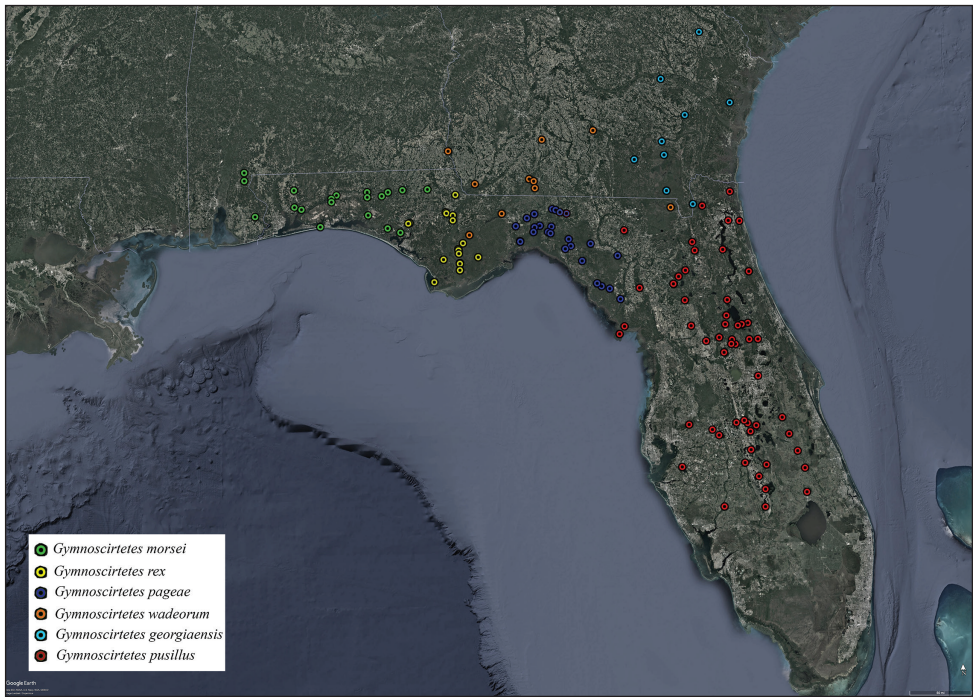 Gymnoscirtetes morsei
Gymnoscirtetes rex
Gymnoscirtetes pageae
Gymnoscirtetes wadeorum
Gymnoscirtetes georgiaensis
Gymnoscirtetes pusillus
Google Earth